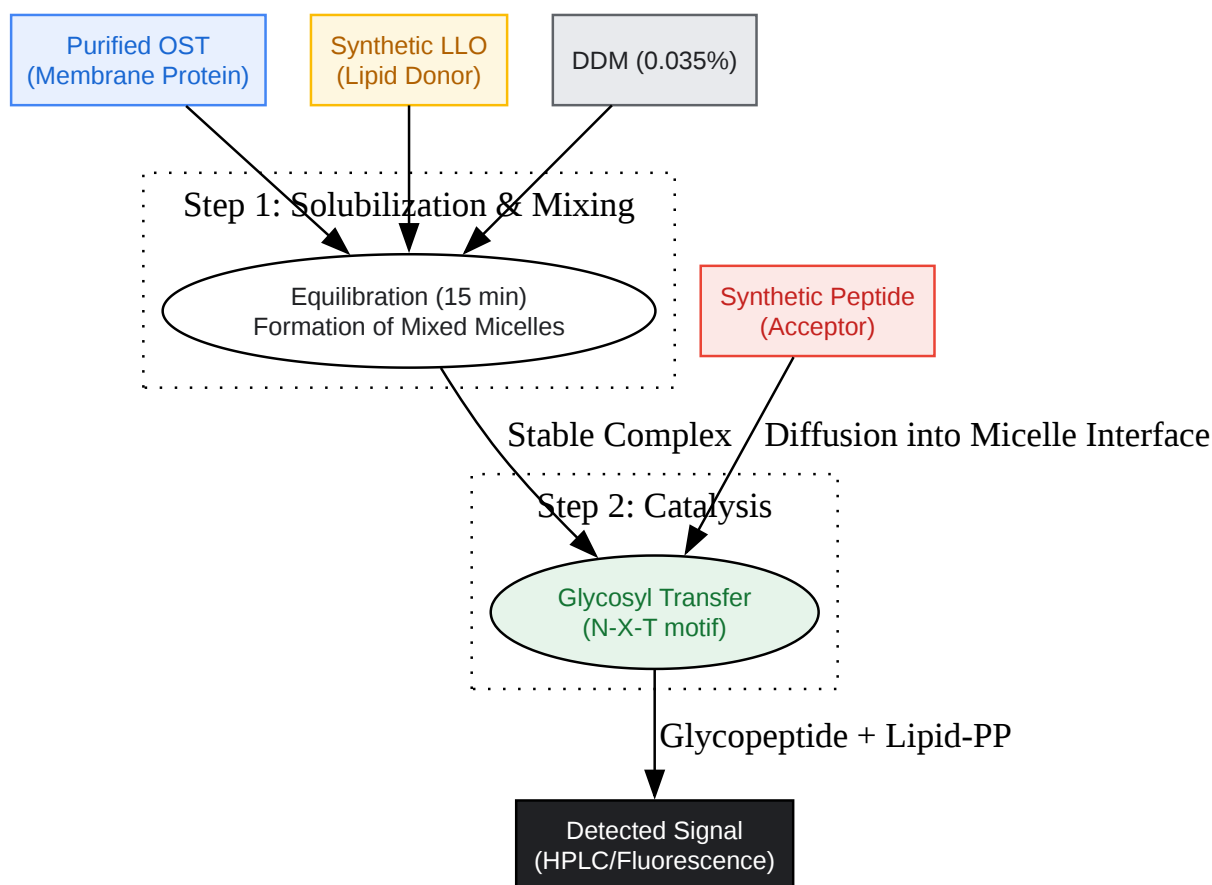 Purified OST
(Membrane Protein)
Synthetic LLO
(Lipid Donor)
DDM (0.035%)
Step 1: Solubilization & Mixing
Equilibration (15 min)
Formation of Mixed Micelles
Synthetic Peptide
(Acceptor)
Stable Complex
Diffusion into Micelle Interface
Step 2: Catalysis
Glycosyl Transfer
(N-X-T motif)
Glycopeptide + Lipid-PP
Detected Signal
(HPLC/Fluorescence)